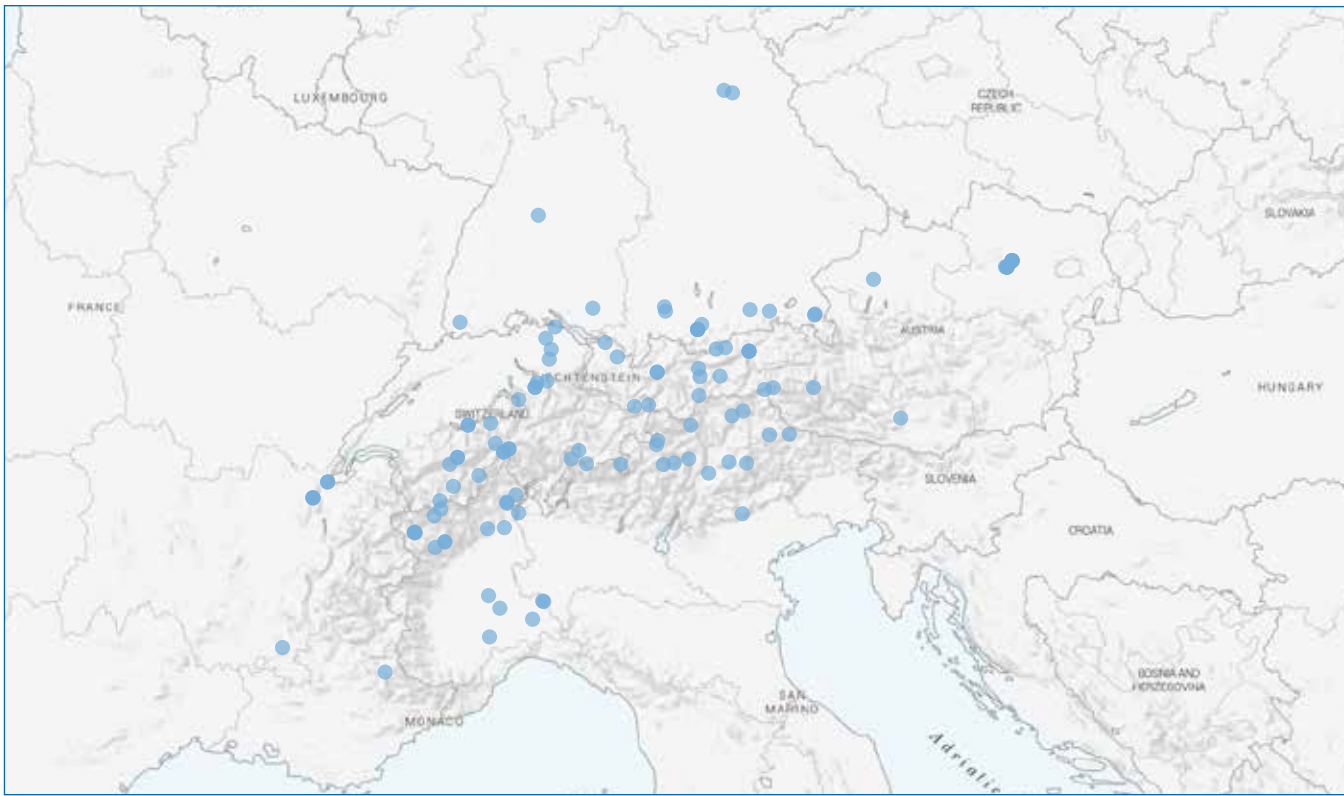 LUXEMBOURG
CZECH
REPUBLIC
SLOVAKIA
FRANCE
AUSTRIA
LIECHTENSTEIN
HUNGARY
SWITZERLAND
SLOVENIA
CROATIA
BOSNIA AND
HERZEGOVINA
SAN
MARINO
MONACO
Adriatic